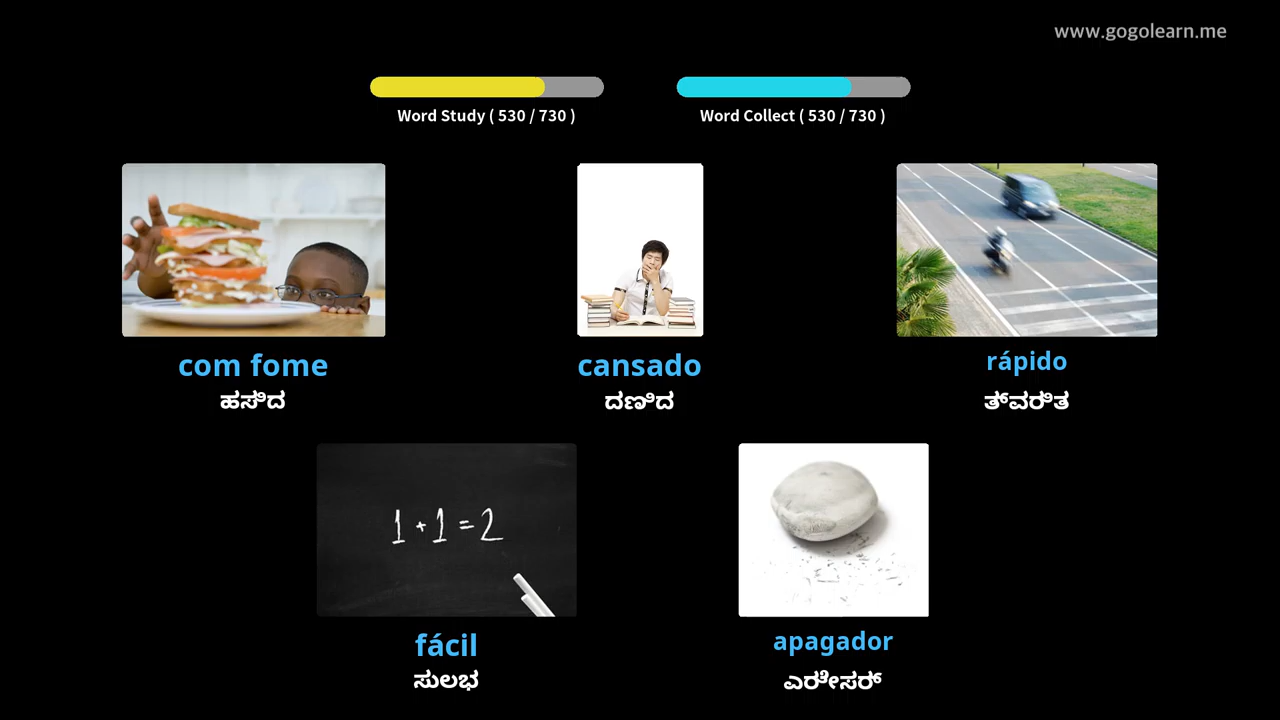 www.gogolearn.me
Word Study ( 530 / 730 )
Word Collect ( 530 / 730 )
com fome
ಹಸಿದ
cansado
ದಣಿದ
rápido
ತ್ವರಿತ
1 + 1 = 2
fácil
ಸುಲಭ
apagador
ಎರೇಸರ್